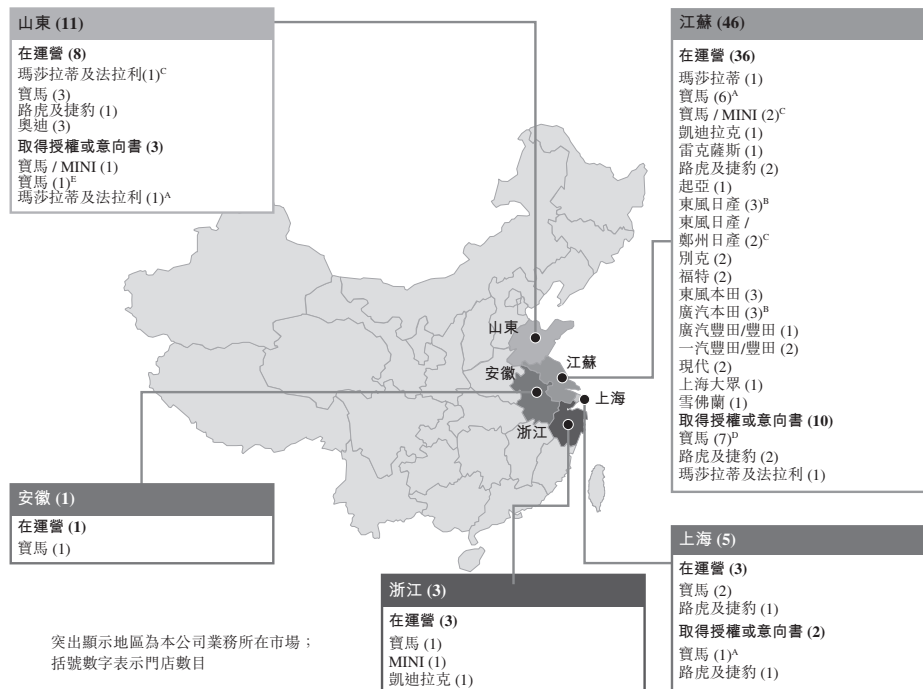 山東 (11)
在運營 (8)
瑪莎拉蒂及法拉利(1)ᶜ
寶馬 (3)
路虎及捷豹 (1)
奧迪 (3)
取得授權或意向書 (3)
寶馬 / MINI (1)
寶馬 (1)ᴱ
瑪莎拉蒂及法拉利 (1)ᴬ
江蘇 (46)
在運營 (36)
瑪莎拉蒂 (1)
寶馬 (6)ᴬ
寶馬 / MINI (2)ᶜ
凱迪拉克 (1)
雷克薩斯 (1)
路虎及捷豹 (2)
起亞 (1)
東風日產 (3)ᴮ
東風日產 /
鄭州日產 (2)ᶜ
別克 (2)
福特 (2)
東風本田 (3)
廣汽本田 (3)ᴮ
廣汽豐田/豐田 (1)
一汽豐田/豐田 (2)
現代 (2)
上海大眾 (1)
雪佛蘭 (1)
取得授權或意向書 (10)
寶馬 (7)ᴰ
路虎及捷豹 (2)
瑪莎拉蒂及法拉利 (1)
山東
江蘇
安徽
上海
浙江
安徽 (1)
在運營 (1)
寶馬 (1)
浙江 (3)
在運營 (3)
寶馬 (1)
MINI (1)
凱迪拉克 (1)
上海 (5)
在運營 (3)
寶馬 (2)
路虎及捷豹 (1)
取得授權或意向書 (2)
寶馬 (1)ᴬ
路虎及捷豹 (1)
突出顯示地區為本公司業務所在市場；
括號數字表示門店數目